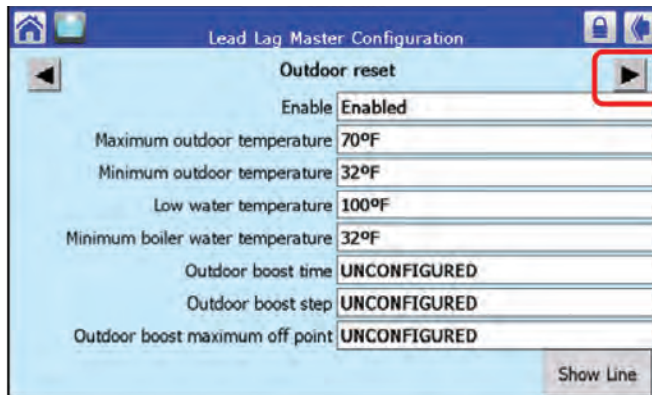 Lead Lag Master Configuration
Outdoor reset
Enable Enabled
Maximum outdoor temperature 70ºF
Minimum outdoor temperature 32ºF
Low water temperature 100ºF
Minimum boiler water temperature 32ºF
Outdoor boost time UNCONFIGURED
Outdoor boost step UNCONFIGURED
Outdoor boost maximum off point UNCONFIGURED
Show Line